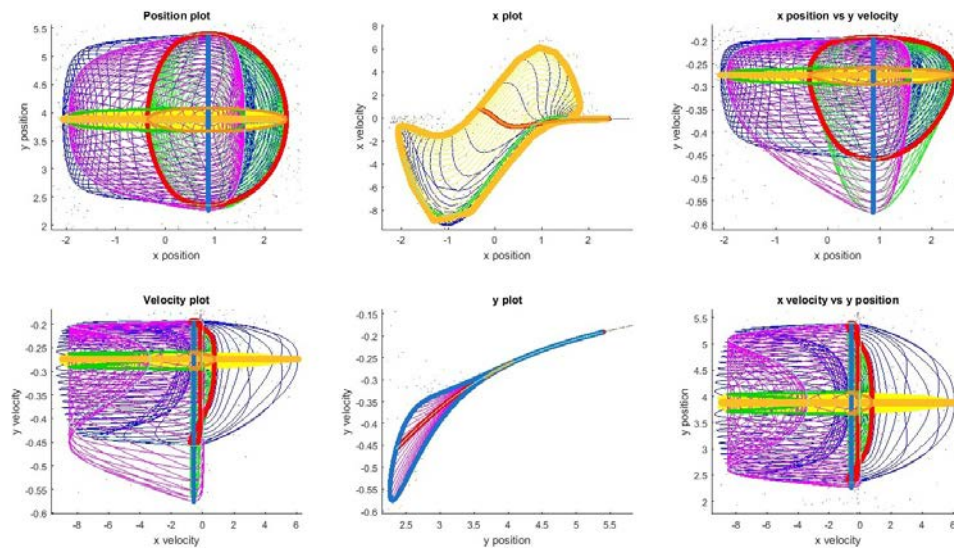 Position plot
5.5
5
4.5
4
3.5
3
2.5
2
y position
-2 -1 0 1 2
x position
x plot
8
6
4
2
0
-2
-4
-6
-8
x velocity
-2 -1 0 1 2
x position
x position vs y velocity
-0.2
-0.25
-0.3
-0.35
-0.4
-0.45
-0.5
-0.55
-0.6
y velocity
-2 -1 0 1 2
x position
Velocity plot
-0.2
-0.25
-0.3
-0.35
-0.4
-0.45
-0.5
-0.55
-0.6
y velocity
-8 -6 -4 -2 0 2 4 6
x velocity
y plot
-0.15
-0.2
-0.25
-0.3
-0.35
-0.4
-0.45
-0.5
-0.55
-0.6
y velocity
2.5 3 3.5 4 4.5 5 5.5
y position
x velocity vs y position
5.5
5
4.5
4
3.5
3
2.5
2
y position
-8 -6 -4 -2 0 2 4 6
x velocity